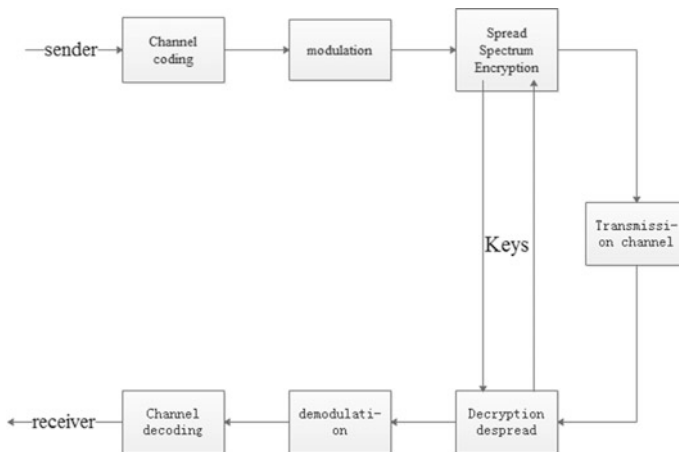 sender
Channel
coding
modulation
Spread
Spectrum
Encryption
Transmissi-
on channel
Keys
receiver
Channel
decoding
demodulati-
on
Decryption
despread